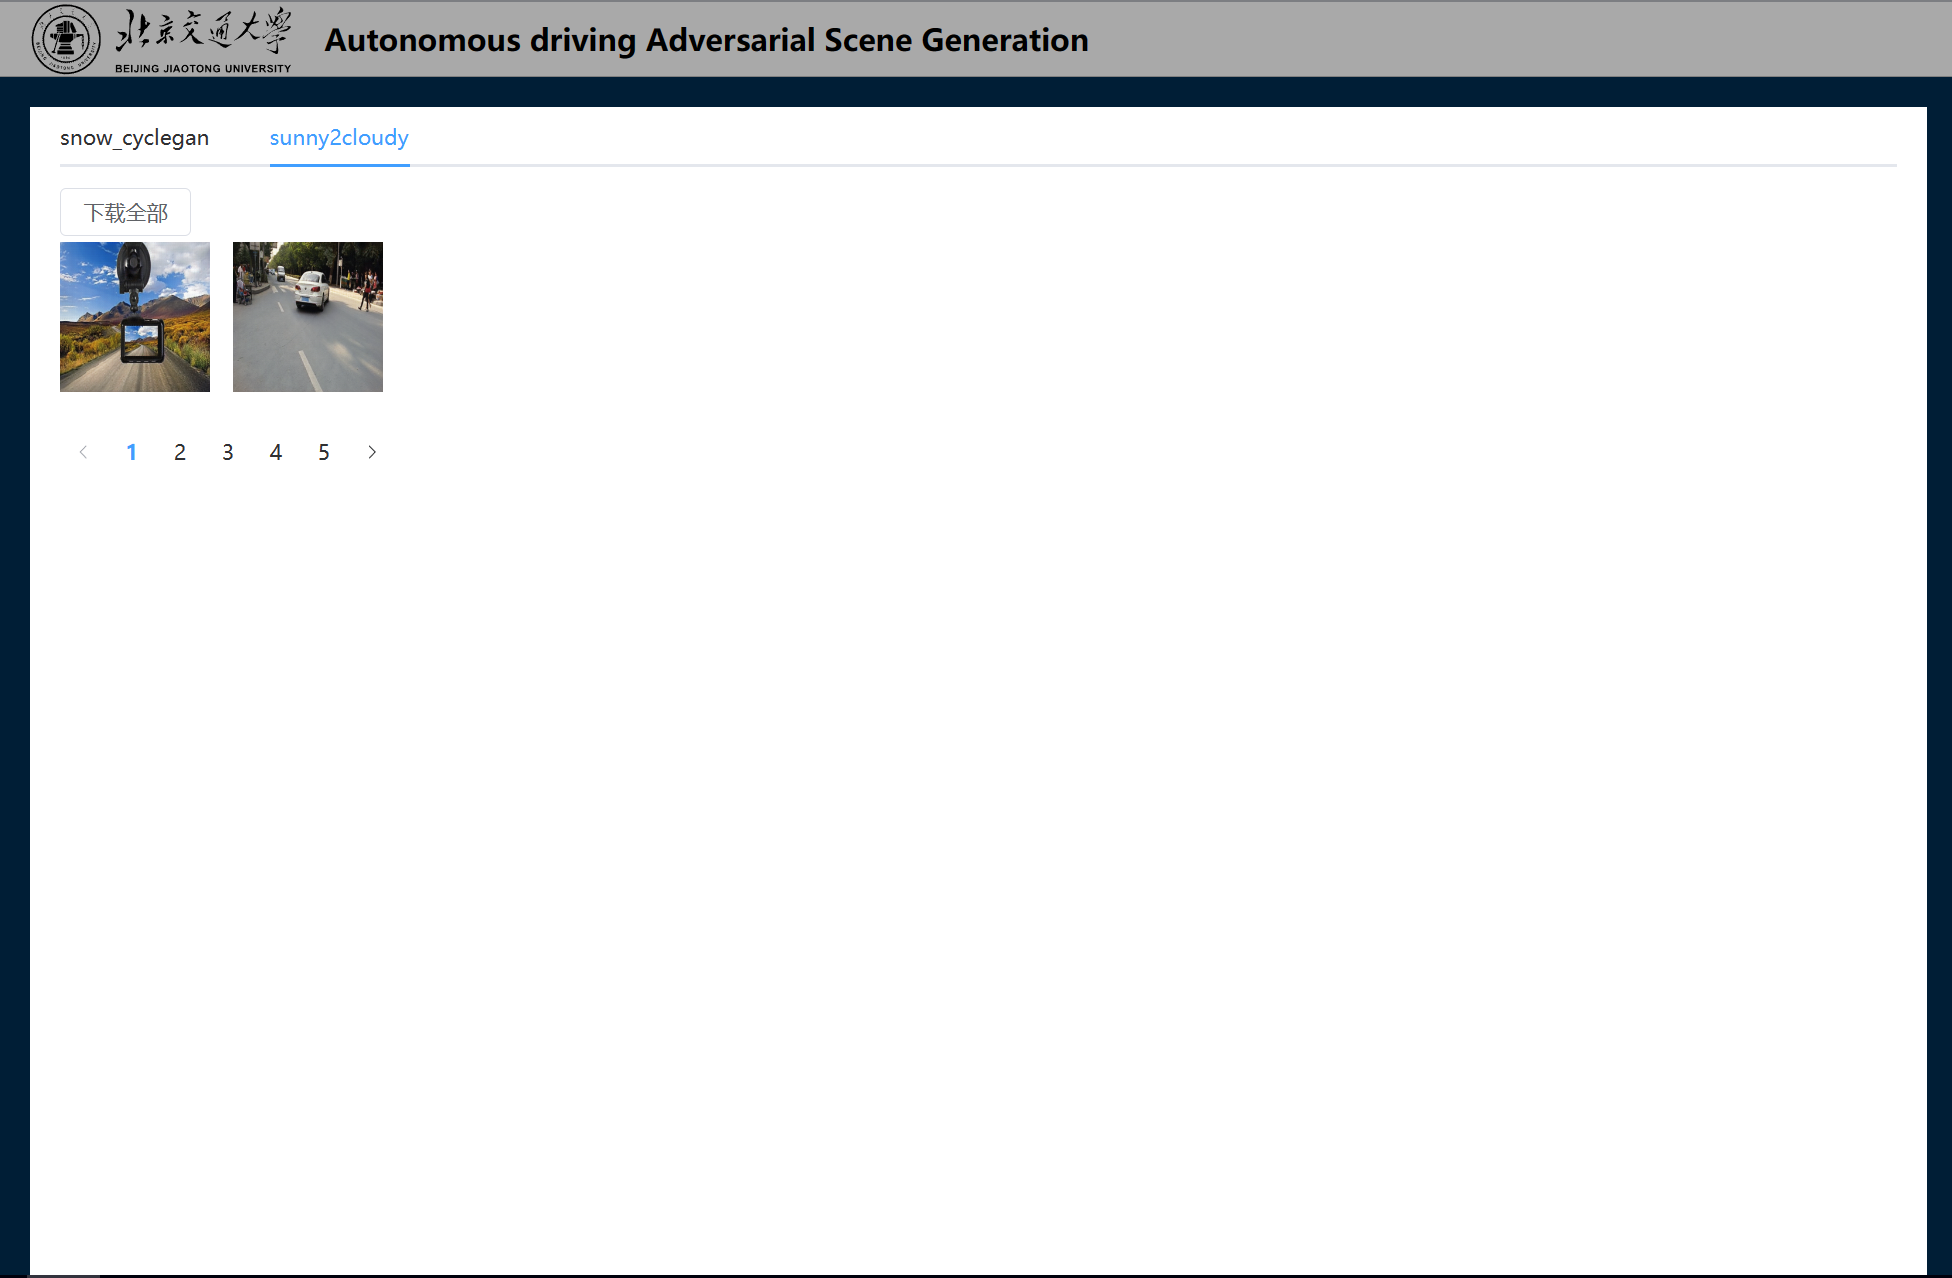 北京交通大学
BEIJING JIAOTONG UNIVERSITY
Autonomous driving Adversarial Scene Generation
snow_cyclegan sunny2cloudy
下载全部
1 2 3 4 5